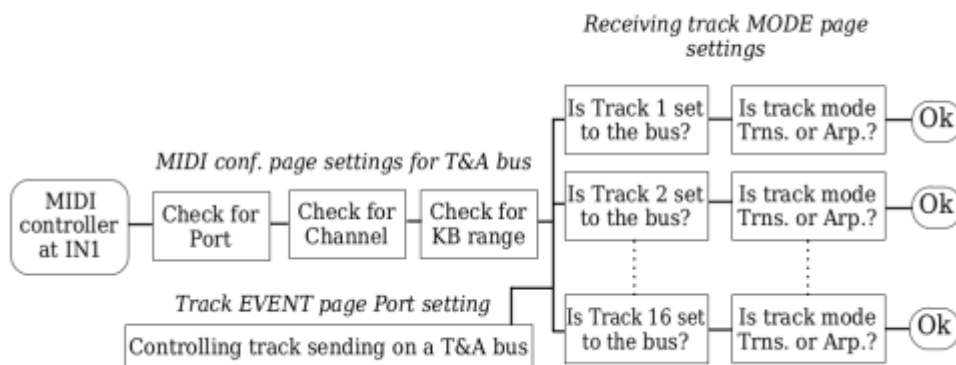 Receiving track MODE page
settings
MIDI conf. page settings for T&A bus
MIDI
controller
at IN1
Check for
Port
Check for
Channel
Check for
KB range
Is Track 1 set
to the bus?
Is track mode
Trns. or Arp.?
Ok
Is Track 2 set
to the bus?
Is track mode
Trns. or Arp.?
Ok
Track EVENT page Port setting
Controlling track sending on a T&A bus
Is Track 16 set
to the bus?
Is track mode
Trns. or Arp.?
Ok